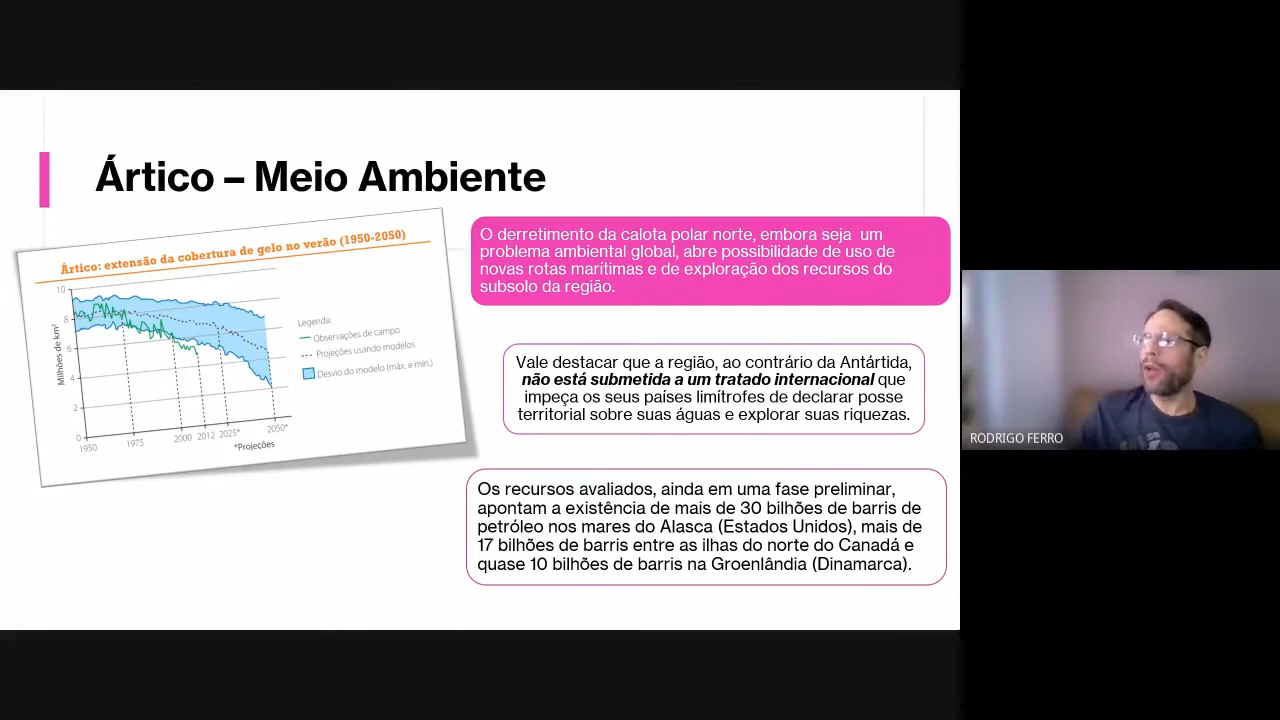 Ártico – Meio Ambiente
Ártico: extensão da cobertura de gelo no verão (1950-2050)
Milhões de km²
10
8
6
4
2
0
1950
1975
2000
2012
2025*
2050*
*Projeções
Legenda:
Observações de campo
Projeções usando modelos
Desvio do modelo (máx. e min.)
O derretimento da calota polar norte, embora seja um
problema ambiental global, abre possibilidade de uso de
novas rotas marítimas e de exploração dos recursos do
subsolo da região.
Vale destacar que a região, ao contrário da Antártida,
não está submetida a um tratado internacional que
impeça os seus países limítrofes de declarar posse
territorial sobre suas águas e explorar suas riquezas.
Os recursos avaliados, ainda em uma fase preliminar,
apontam a existência de mais de 30 bilhões de barris de
petróleo nos mares do Alasca (Estados Unidos), mais de
17 bilhões de barris entre as ilhas do norte do Canadá e
quase 10 bilhões de barris na Groenlândia (Dinamarca).
RODRIGO FERRO